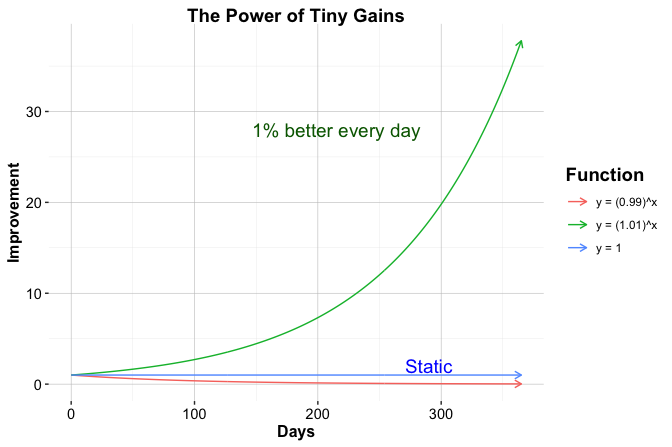 The Power of Tiny Gains
Improvement
30
20
10
0
1% better every day
Static
0
100
200
300
Days
Function
y = (0.99)^x
y = (1.01)^x
y = 1